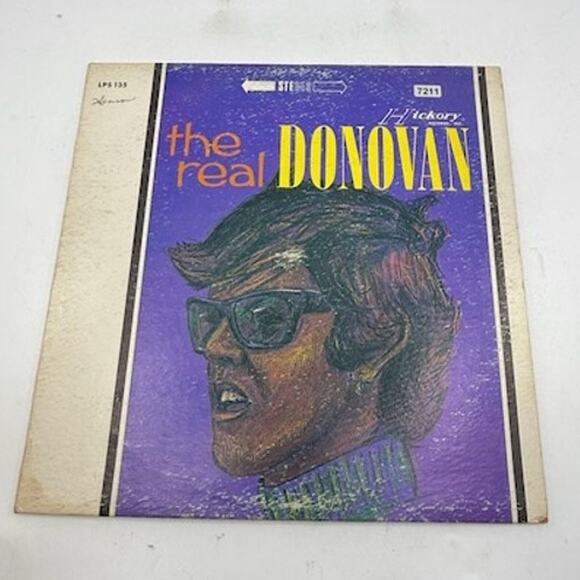 LPS 135
STEREO
7211
Hickory
the
real DONOVAN